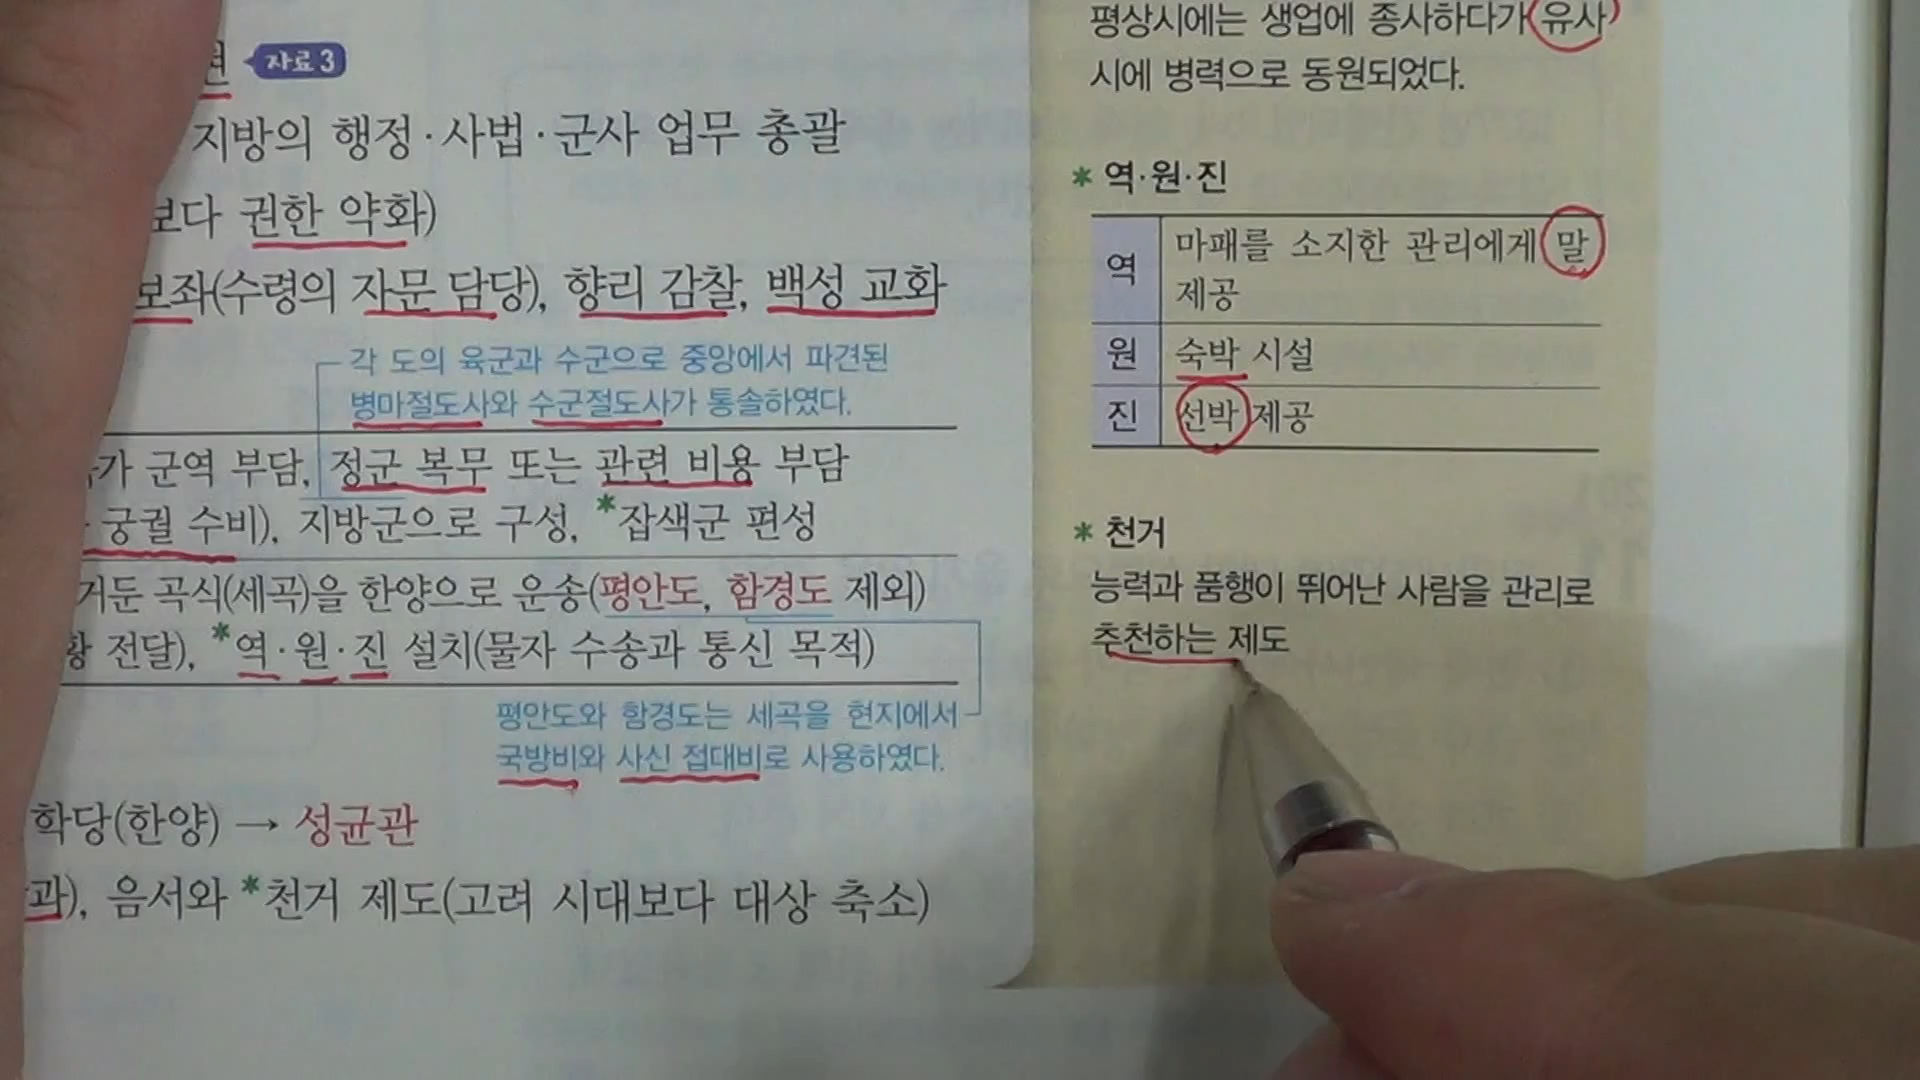 자료 3
지방의 행정·사법·군사 업무 총괄
보다 권한 약화)
보좌(수령의 자문 담당), 향리 감찰, 백성 교화
각 도의 육군과 수군으로 중앙에서 파견된
병마절도사와 수군절도사가 통솔하였다.
가 군역 부담, 정군 복무 또는 관련 비용 부담
궁궐 수비), 지방군으로 구성, *잡색군 편성
거둔 곡식(세곡)을 한양으로 운송(평안도, 함경도 제외)
황 전달), *역·원·진 설치(물자 수송과 통신 목적)
평안도와 함경도는 세곡을 현지에서
국방비와 사신 접대비로 사용하였다.
학당(한양) → 성균관
과), 음서와 *천거 제도(고려 시대보다 대상 축소)
평상시에는 생업에 종사하다가 유사
시에 병력으로 동원되었다.
* 역·원·진
역 마패를 소지한 관리에게 말
제공
원 숙박 시설
진 선박 제공
* 천거
능력과 품행이 뛰어난 사람을 관리로
추천하는 제도